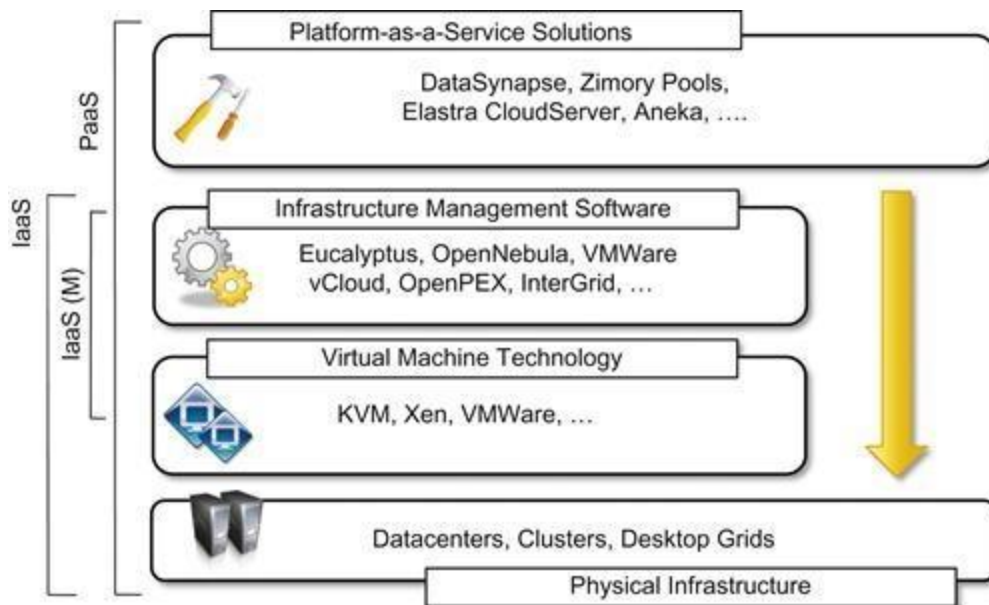 Platform-as-a-Service Solutions
DataSynapse, Zimory Pools,
Elastra CloudServer, Aneka, ….
PaaS
IaaS
IaaS (M)
Infrastructure Management Software
Eucalyptus, OpenNebula, VMWare
vCloud, OpenPEX, InterGrid, …
Virtual Machine Technology
KVM, Xen, VMWare, …
Datacenters, Clusters, Desktop Grids
Physical Infrastructure